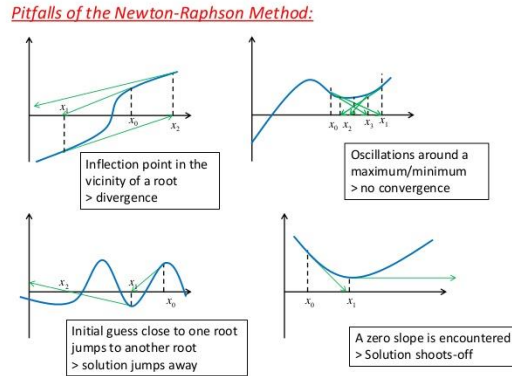 Pitfalls of the Newton-Raphson Method:
x₁
x₀
x₂
Inflection point in the
vicinity of a root
> divergence
x₀ x₂ x₃ x₁
Oscillations around a
maximum/minimum
> no convergence
x₂
x₁
x₀
Initial guess close to one root
jumps to another root
> solution jumps away
x₀
x₁
A zero slope is encountered
> Solution shoots-off